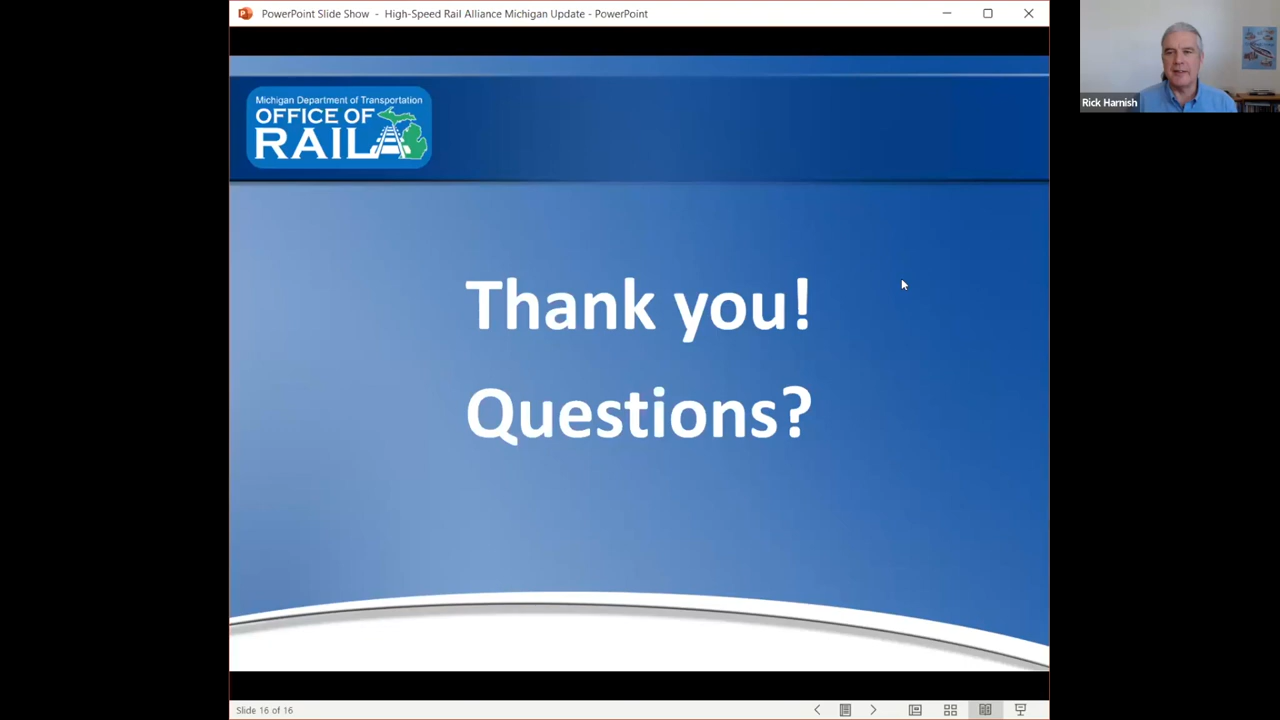 PowerPoint Slide Show - High-Speed Rail Alliance Michigan Update - PowerPoint
Michigan Department of Transportation
OFFICE OF
RAIL
Rick Harnish
Thank you!
Questions?
Slide 16 of 16